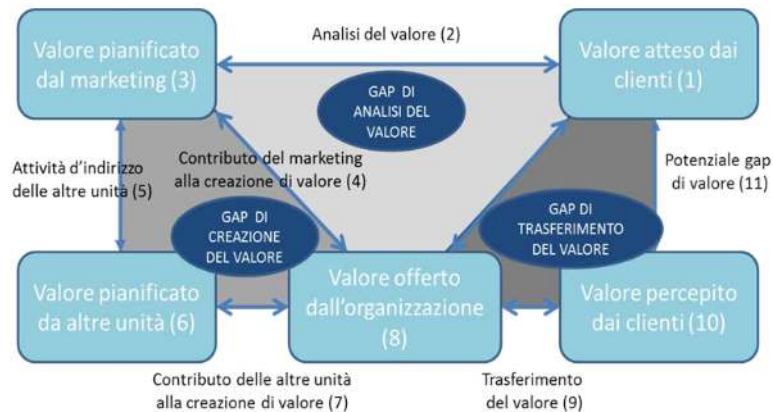 Analisi del valore (2)
Valore pianificato
dal marketing (3)
Valore atteso dai
clienti (1)
GAP DI
ANALISI DEL
VALORE
Attività d'indirizzo
delle altre unità (5)
Contributo del marketing
alla creazione di valore (4)
Potenziale gap
di valore (11)
GAP DI
CREAZIONE
DEL VALORE
GAP DI
TRASFERIMENTO
DEL VALORE
Valore pianificato
da altre unità (6)
Valore offerto
dall'organizzazione
(8)
Valore percepito
dai clienti (10)
Contributo delle altre unità
alla creazione di valore (7)
Trasferimento
del valore (9)